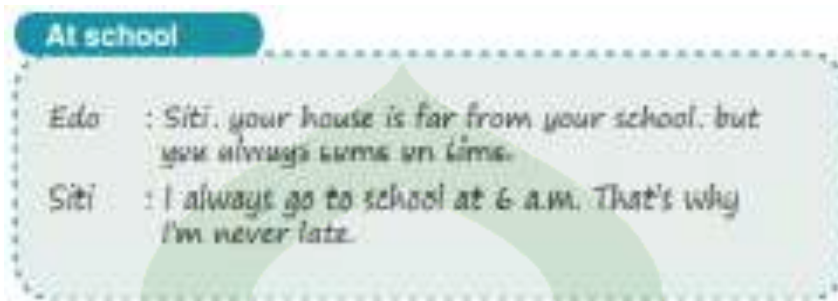 At school
Edo : Siti, your house is far from your school, but
you always come on time.
Siti : I always go to school at 6 a.m. That's why
I'm never late.